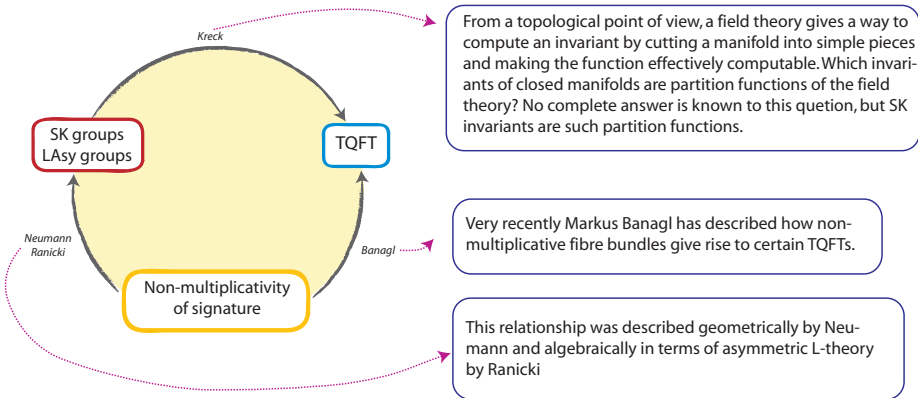 Kreck
SK groups
LAsy groups
TQFT
Neumann
Ranicki
Banagl
Non-multiplicativity
of signature
From a topological point of view, a field theory gives a way to
compute an invariant by cutting a manifold into simple pieces
and making the function effectively computable. Which invari-
ants of closed manifolds are partition functions of the field
theory? No complete answer is known to this quetion, but SK
invariants are such partition functions.
Very recently Markus Banagl has described how non-
multiplicative fibre bundles give rise to certain TQFTs.
This relationship was described geometrically by Neu-
mann and algebraically in terms of asymmetric L-theory
by Ranicki